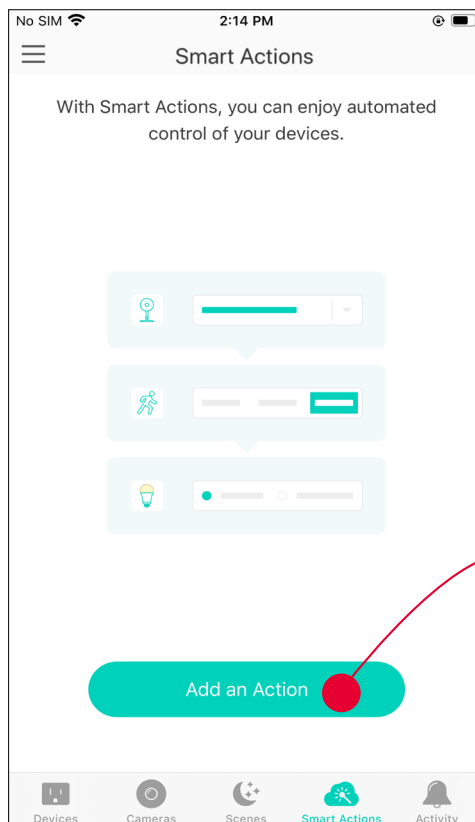 No SIM 2:14 PM
Smart Actions
With Smart Actions, you can enjoy automated
control of your devices.
Add an Action
Devices Cameras Scenes Smart Actions Activity